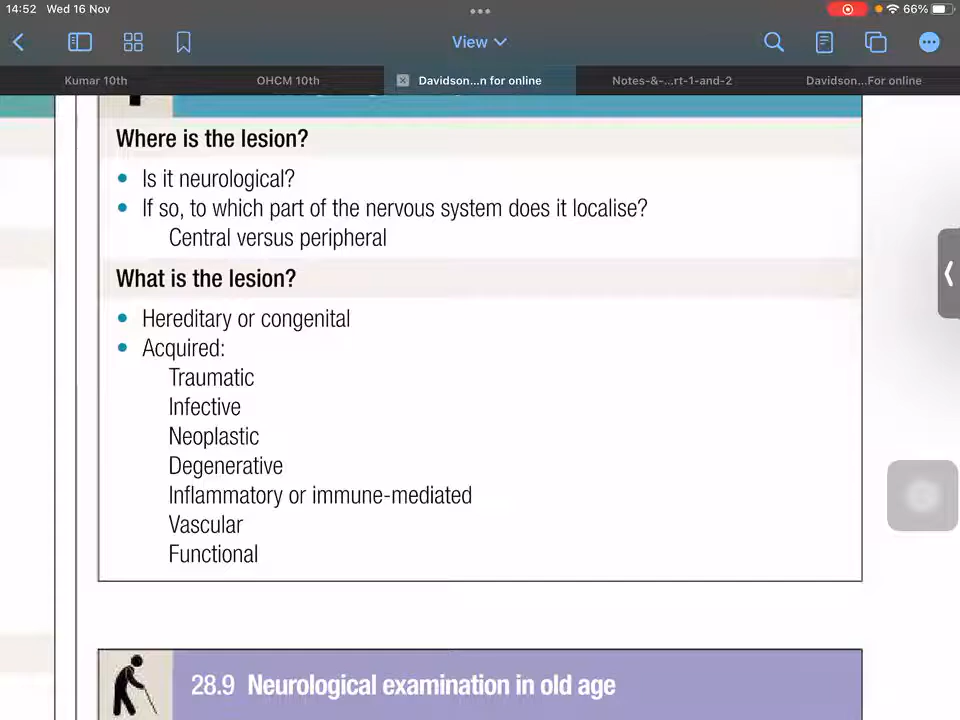 14:52 Wed 16 Nov
66%
View
Kumar 10th
OHCM 10th
Davidson...n for online
Notes-&-...rt-1-and-2
Davidson...For online
Where is the lesion?
• Is it neurological?
• If so, to which part of the nervous system does it localise?
Central versus peripheral
What is the lesion?
• Hereditary or congenital
• Acquired:
Traumatic
Infective
Neoplastic
Degenerative
Inflammatory or immune-mediated
Vascular
Functional
28.9 Neurological examination in old age